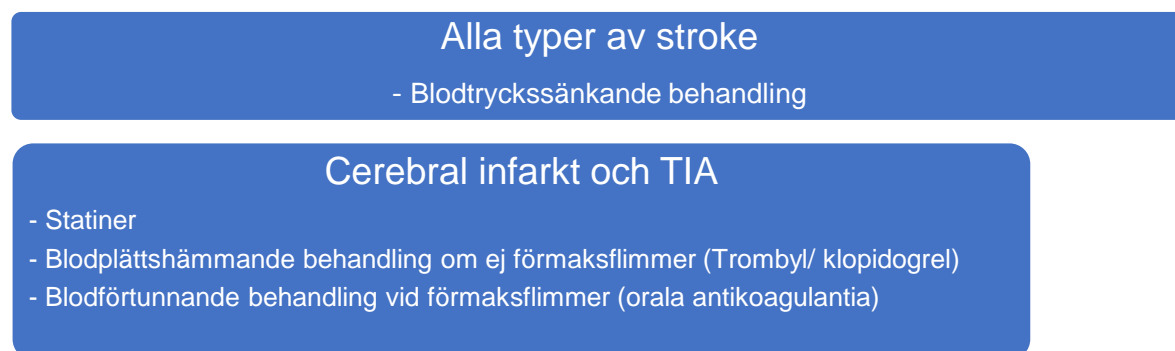 Alla typer av stroke
- Blodtryckssänkande behandling
Cerebral infarkt och TIA
- Statiner
- Blodplättshämmande behandling om ej förmaksflimmer (Trombyl/ klopidogrel)
- Blodförtunnande behandling vid förmaksflimmer (orala antikoagulantia)